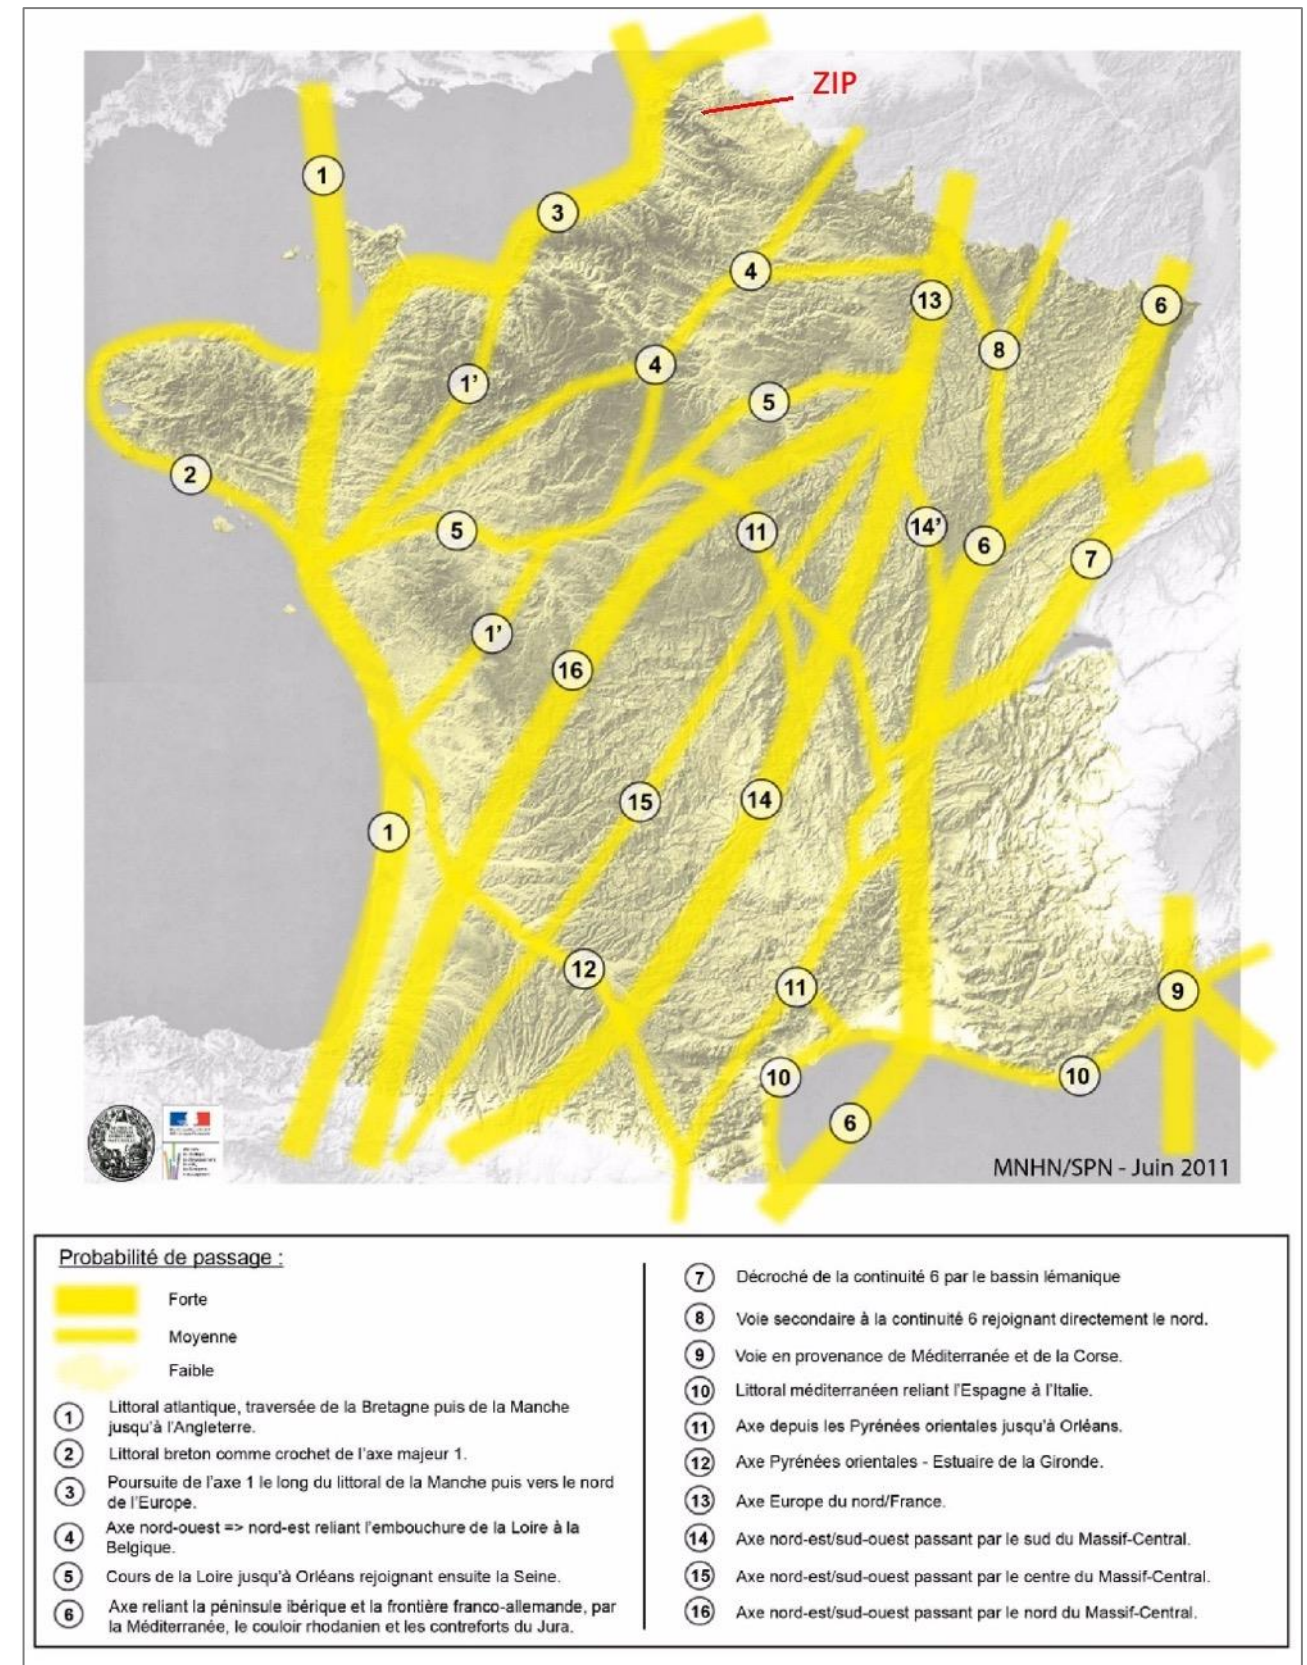 ZIP
1
3
4
13
6
8
4
1'
5
2
5
11
14'
6
7
1'
16
15
14
1
12
11
9
10
10
6
MNHN/SPN - Juin 2011
Probabilité de passage :
Forte
Moyenne
Faible
1 Littoral atlantique, traversée de la Bretagne puis de la Manche
jusqu'à l'Angleterre.
2 Littoral breton comme crochet de l'axe majeur 1.
3 Poursuite de l'axe 1 le long du littoral de la Manche puis vers le nord
de l'Europe.
4 Axe nord-ouest => nord-est reliant l'embouchure de la Loire à la
Belgique.
5 Cours de la Loire jusqu'à Orléans rejoignant ensuite la Seine.
6 Axe reliant la péninsule ibérique et la frontière franco-allemande, par
la Méditerranée, le couloir rhodanien et les contreforts du Jura.
7 Décroché de la continuité 6 par le bassin lémanique
8 Voie secondaire à la continuité 6 rejoignant directement le nord.
9 Voie en provenance de Méditerranée et de la Corse.
10 Littoral méditerranéen reliant l'Espagne à l'Italie.
11 Axe depuis les Pyrénées orientales jusqu'à Orléans.
12 Axe Pyrénées orientales - Estuaire de la Gironde.
13 Axe Europe du nord/France.
14 Axe nord-est/sud-ouest passant par le sud du Massif-Central.
15 Axe nord-est/sud-ouest passant par le centre du Massif-Central.
16 Axe nord-est/sud-ouest passant par le nord du Massif-Central.